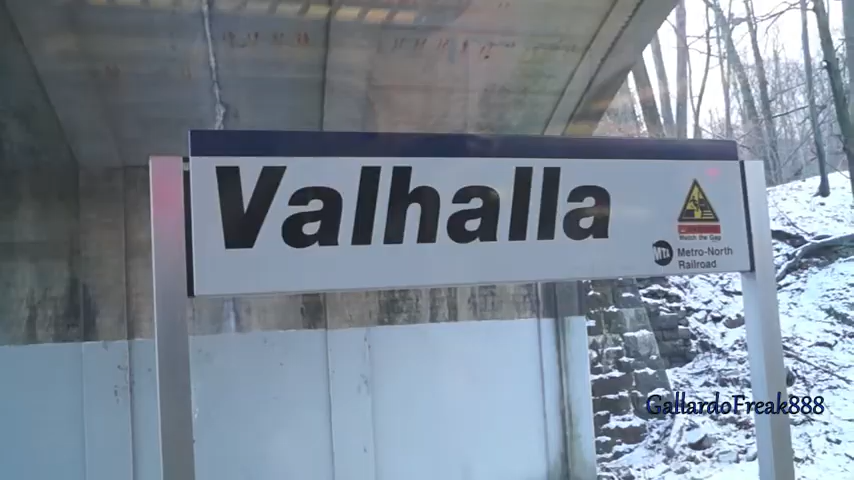 Valhalla
Watch the Gap
MTA Metro-North
Railroad
GallardoFreak888